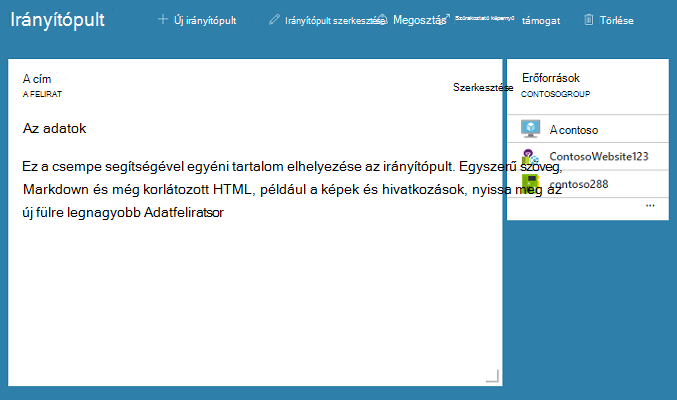 Irányítópult
Új irányítópult
Irányítópult szerkesztése
Megosztás
Szórakoztató képernyő
támogat
Törlése
A cím
A FELIRAT
Szerkesztése
Az adatok
Ez a csempe segítségével egyéni tartalom elhelyezése az irányítópult. Egyszerű szöveg,
Markdown és még korlátozott HTML, például a képek és hivatkozások, nyissa meg az
új fülre legnagyobb Adatfeliratsor
Erőforrások
CONTOSOGROUP
A contoso
ContosoWebsite123
contoso288
...